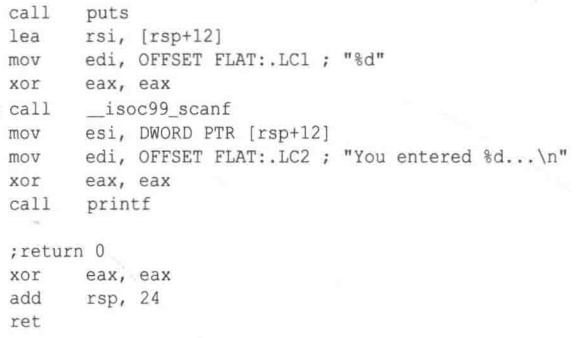 call puts
lea rsi, [rsp+12]
mov edi, OFFSET FLAT:.LC1 ; "%d"
xor eax, eax
call __isoc99_scanf
mov esi, DWORD PTR [rsp+12]
mov edi, OFFSET FLAT:.LC2 ; "You entered %d...\n"
xor eax, eax
call printf
;return 0
xor eax, eax
add rsp, 24
ret